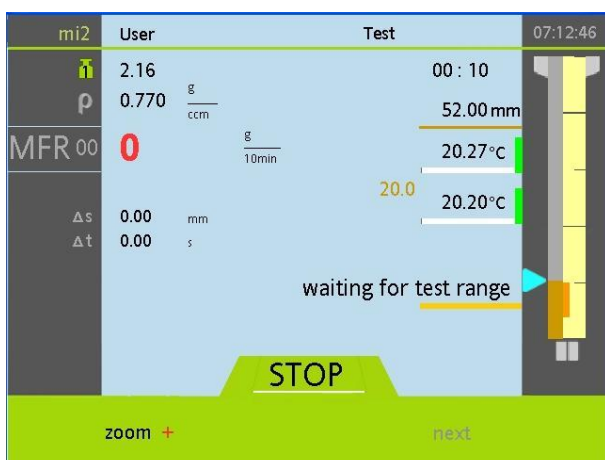 mi2 User Test 07:12:46
1 2.16 00 : 10
ρ 0.770 g/ccm 52.00 mm
MFR 00 0 g/10min 20.27 °C
20.0 20.20 °C
Δs 0.00 mm
Δt 0.00 s
waiting for test range
STOP
zoom + next